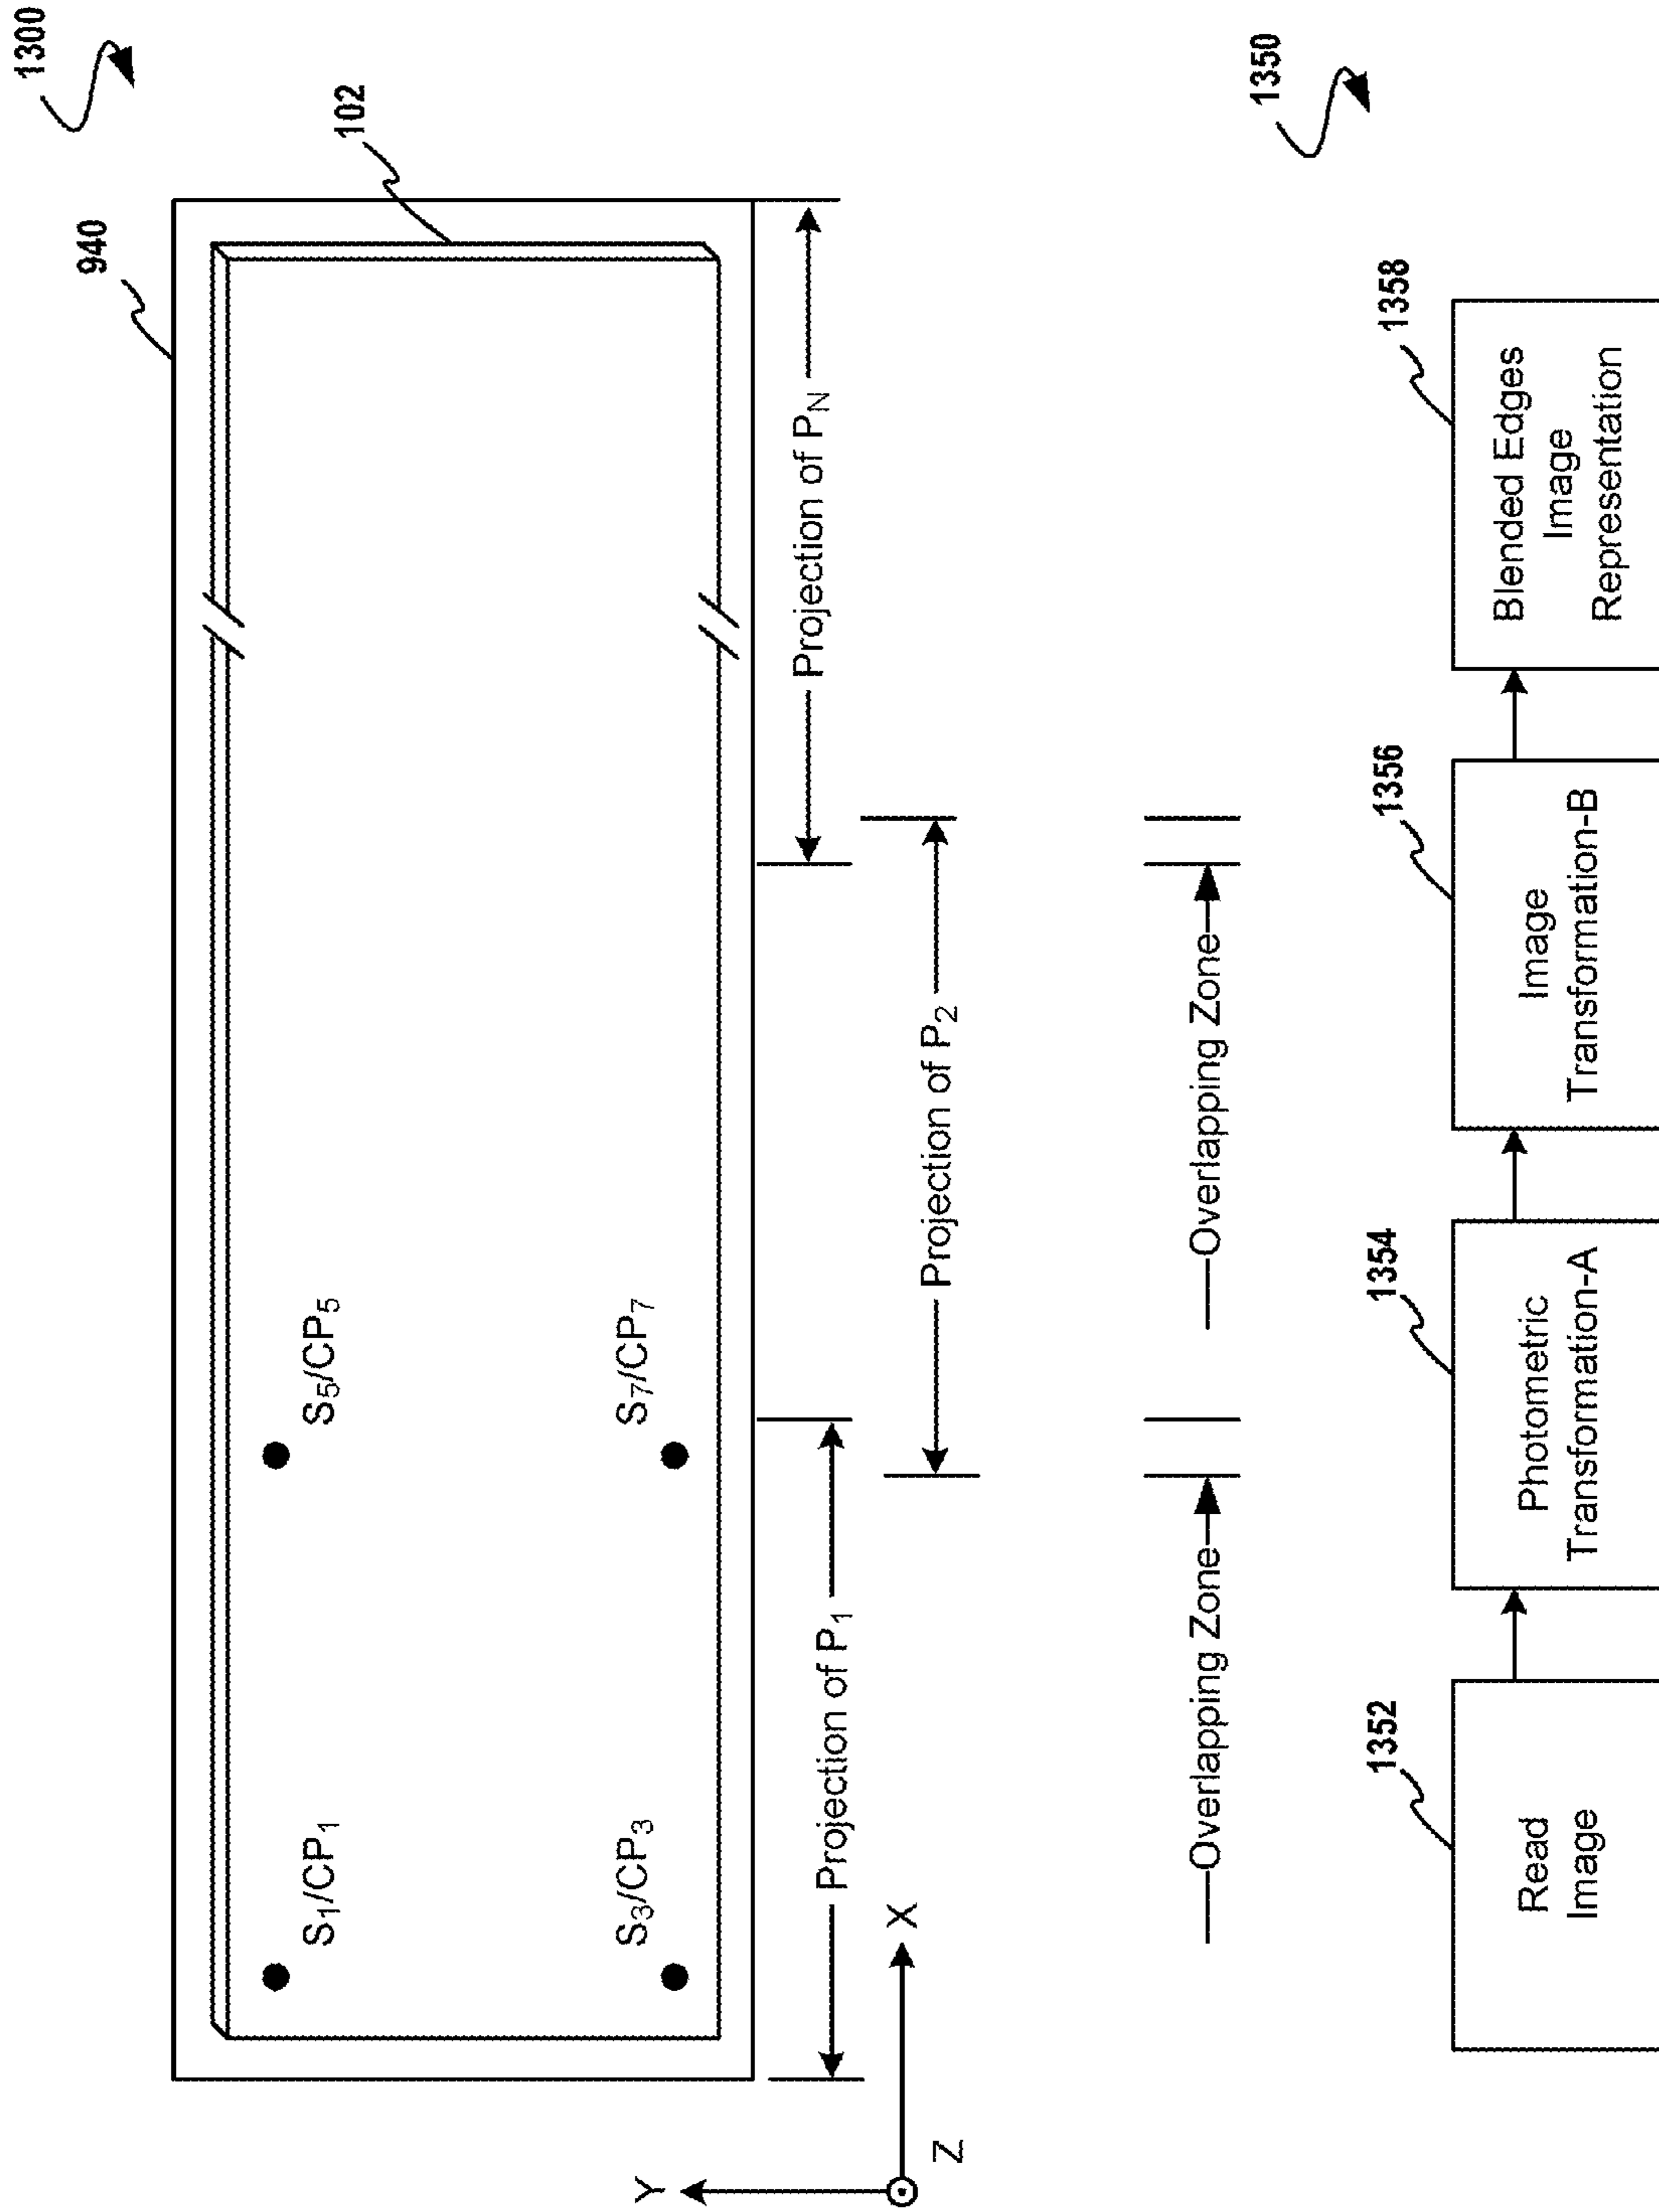 1300
940
102
S1/CP1
S5/CP5
S3/CP3
S7/CP7
Projection of P1
Projection of PN
Projection of P2
Y
X
Z
Overlapping Zone
Overlapping Zone
1350
1352
1354
1356
1358
Read
Image
Photometric
Transformation-A
Image
Transformation-B
Blended Edges
Image
Representation